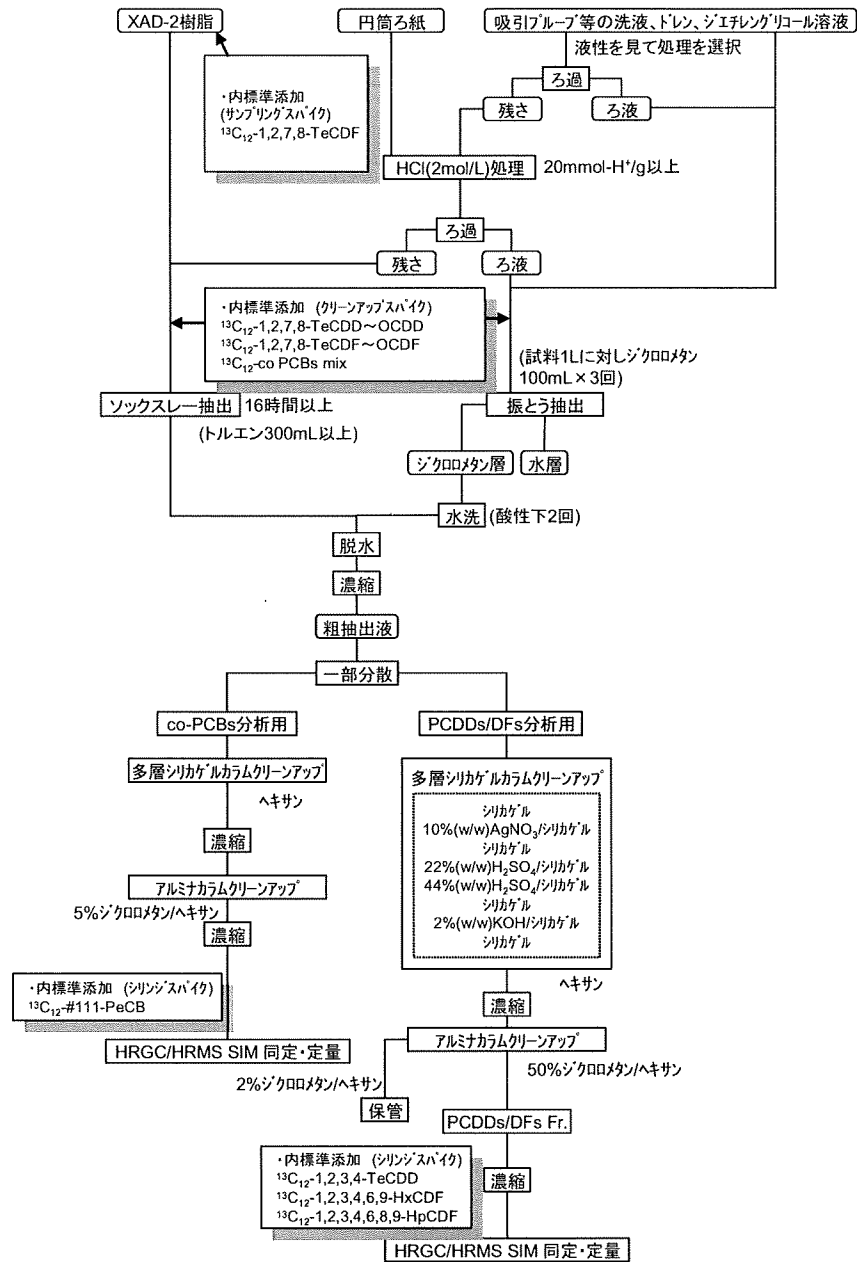 XAD-2樹脂
円筒ろ紙
吸引プルーブ等の洗液、ドレン、ジエチレングリコール溶液
液性を見て処理を選択
・内標準添加
(サンプリングスパイク)
¹³C₁₂-1,2,7,8-TeCDF
ろ過
残さ
ろ液
HCl(2mol/L)処理
20mmol-H⁺/g以上
ろ過
残さ
ろ液
・内標準添加 (クリーンアップスパイク)
¹³C₁₂-1,2,7,8-TeCDD～OCDD
¹³C₁₂-1,2,7,8-TeCDF～OCDF
¹³C₁₂-co PCBs mix
(試料1Lに対しジクロロメタン
100mL×3回)
ソックスレー抽出
16時間以上
(トルエン300mL以上)
振とう抽出
ジクロロメタン層
水層
水洗
(酸性下2回)
脱水
濃縮
粗抽出液
一部分散
co-PCBs分析用
PCDDs/DFs分析用
多層シリカゲルカラムクリーンアップ
ヘキサン
濃縮
アルミナカラムクリーンアップ
5%ジクロロメタン/ヘキサン
濃縮
・内標準添加 (シリンジスパイク)
¹³C₁₂-#111-PeCB
HRGC/HRMS SIM 同定・定量
多層シリカゲルカラムクリーンアップ
シリカゲル
10%(w/w)AgNO₃/シリカゲル
シリカゲル
22%(w/w)H₂SO₄/シリカゲル
44%(w/w)H₂SO₄/シリカゲル
シリカゲル
2%(w/w)KOH/シリカゲル
シリカゲル
ヘキサン
濃縮
アルミナカラムクリーンアップ
2%ジクロロメタン/ヘキサン
50%ジクロロメタン/ヘキサン
保管
PCDDs/DFs Fr.
・内標準添加 (シリンジスパイク)
¹³C₁₂-1,2,3,4-TeCDD
¹³C₁₂-1,2,3,4,6,9-HxCDF
¹³C₁₂-1,2,3,4,6,8,9-HpCDF
濃縮
HRGC/HRMS SIM 同定・定量